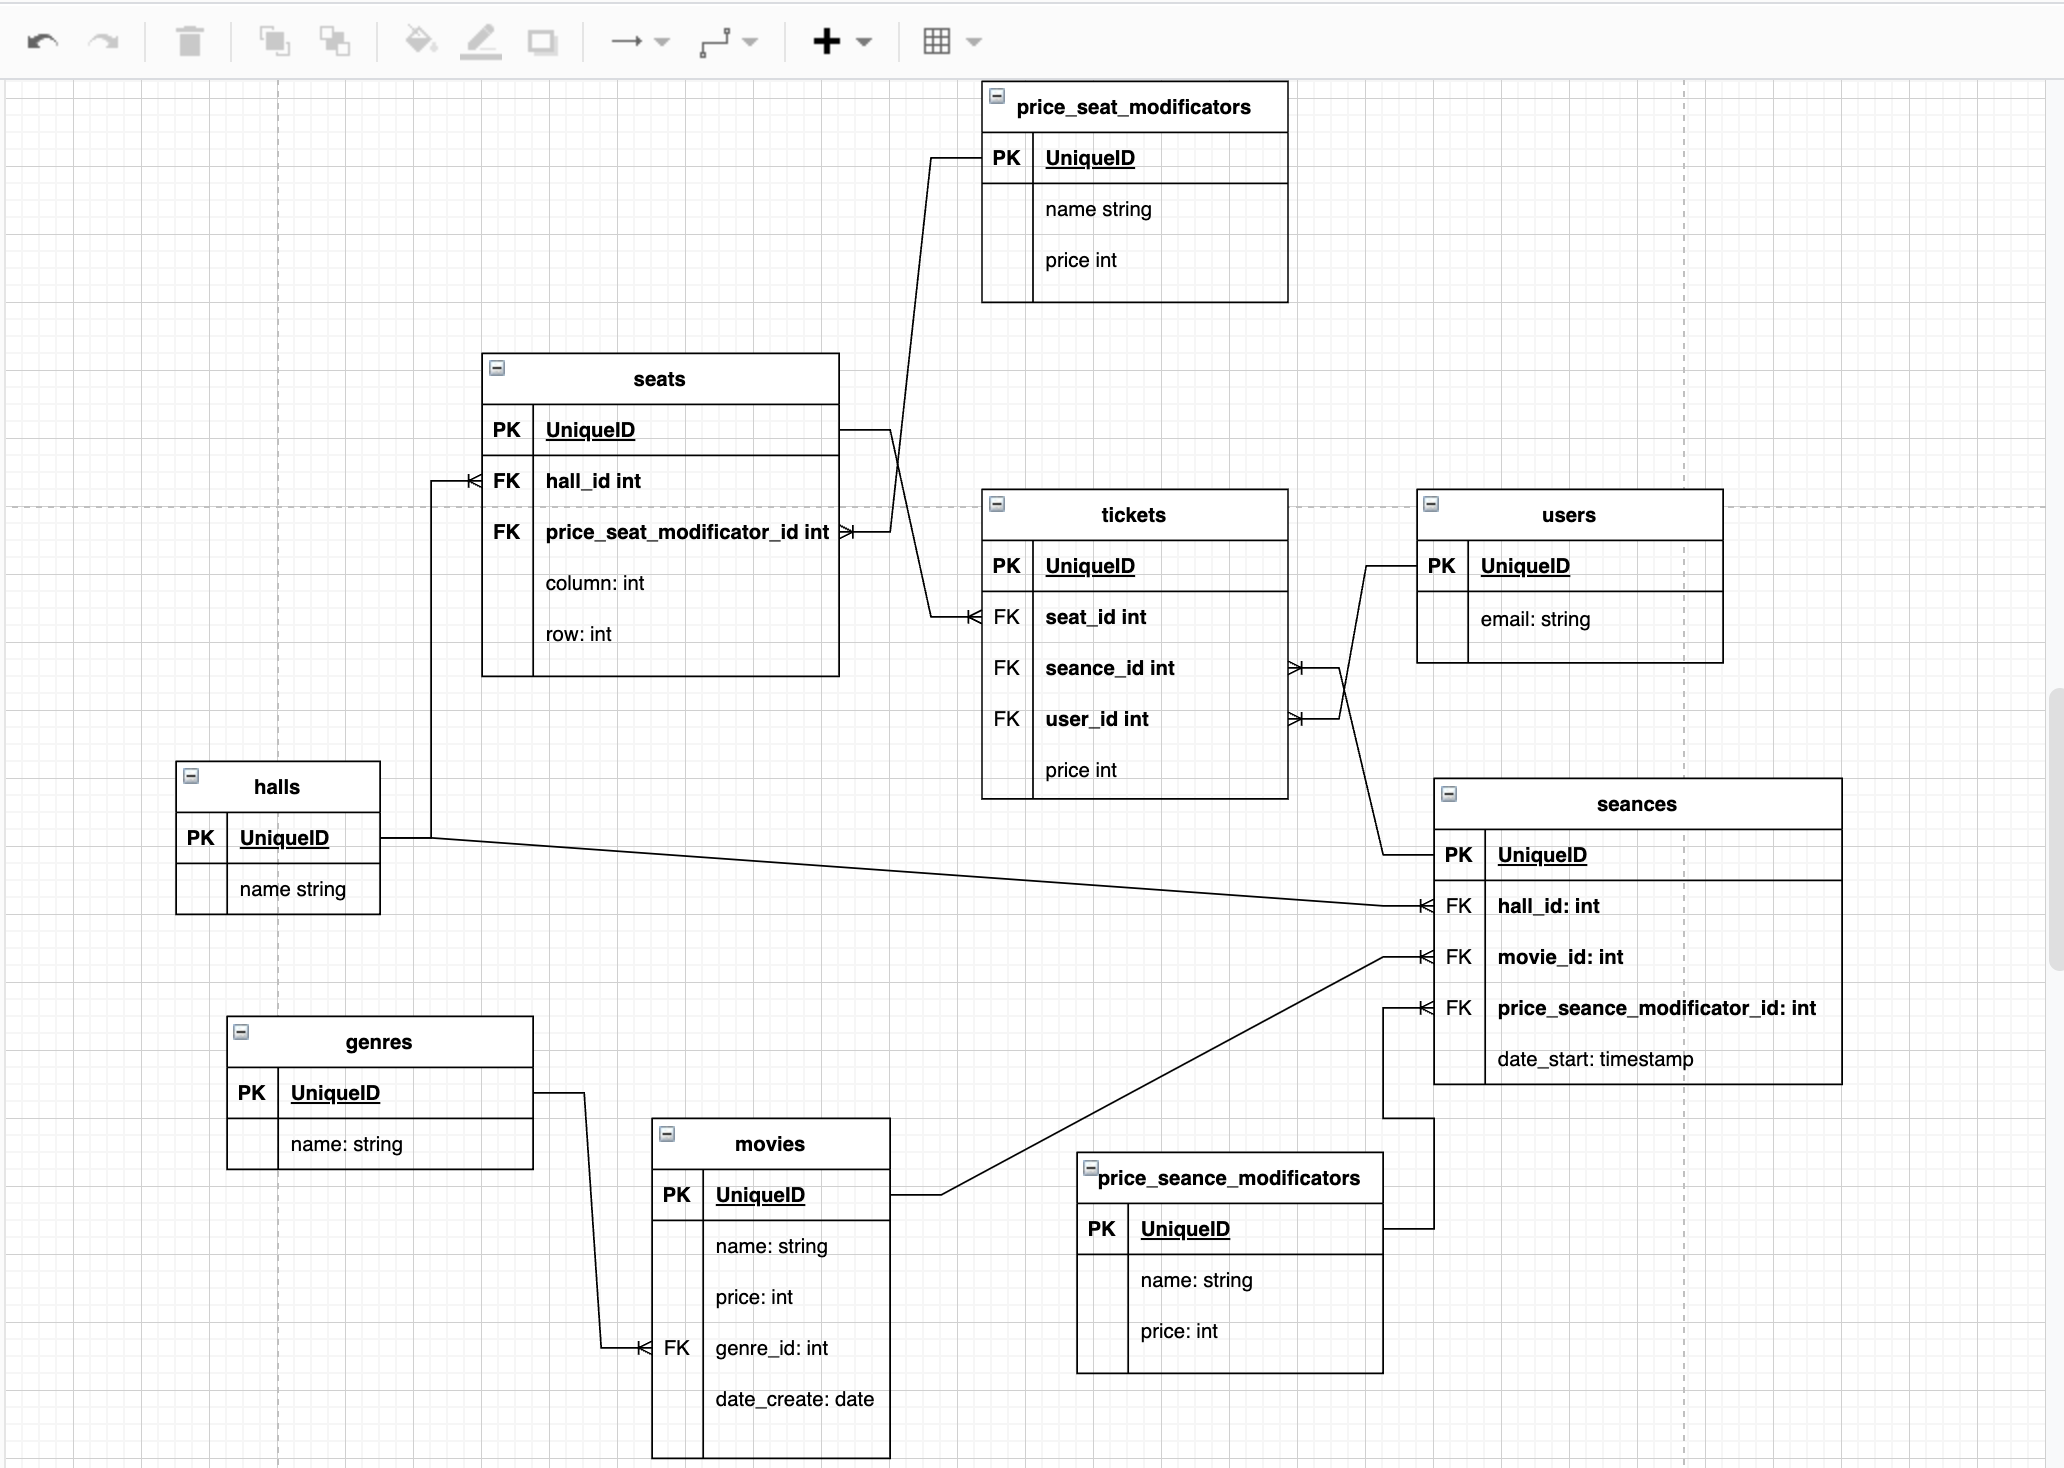 price_seat_modificators
PK UniqueID
name string
price int
seats
PK UniqueID
FK hall_id int
FK price_seat_modificator_id int
column: int
row: int
tickets
PK UniqueID
FK seat_id int
FK seance_id int
FK user_id int
price int
users
PK UniqueID
email: string
halls
PK UniqueID
name string
seances
PK UniqueID
FK hall_id: int
FK movie_id: int
FK price_seance_modificator_id: int
date_start: timestamp
genres
PK UniqueID
name: string
movies
PK UniqueID
name: string
price: int
FK genre_id: int
date_create: date
price_seance_modificators
PK UniqueID
name: string
price: int